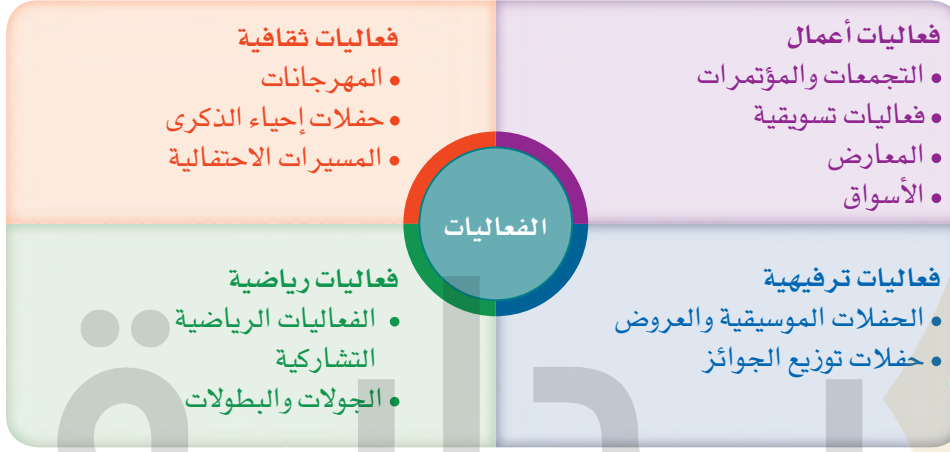 فعاليات أعمال
• التجمعات والمؤتمرات
• فعاليات تسويقية
• المعارض
• الأسواق
فعاليات ثقافية
• المهرجانات
• حفلات إحياء الذكرى
• المسيرات الاحتفالية
الفعاليات
فعاليات ترفيهية
• الحفلات الموسيقية والعروض
• حفلات توزيع الجوائز
فعاليات رياضية
• الفعاليات الرياضية
التشاركية
• الجولات والبطولات